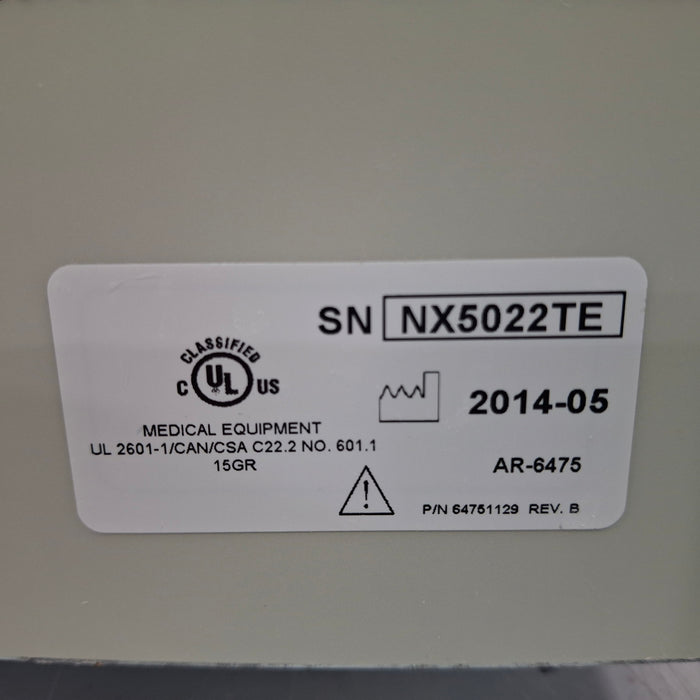 SN NX5022TE
CLASSIFIED
C UL US
2014-05
MEDICAL EQUIPMENT
UL 2601-1/CAN/CSA C22.2 NO. 601.1
15GR
AR-6475
P/N 64751129 REV. B